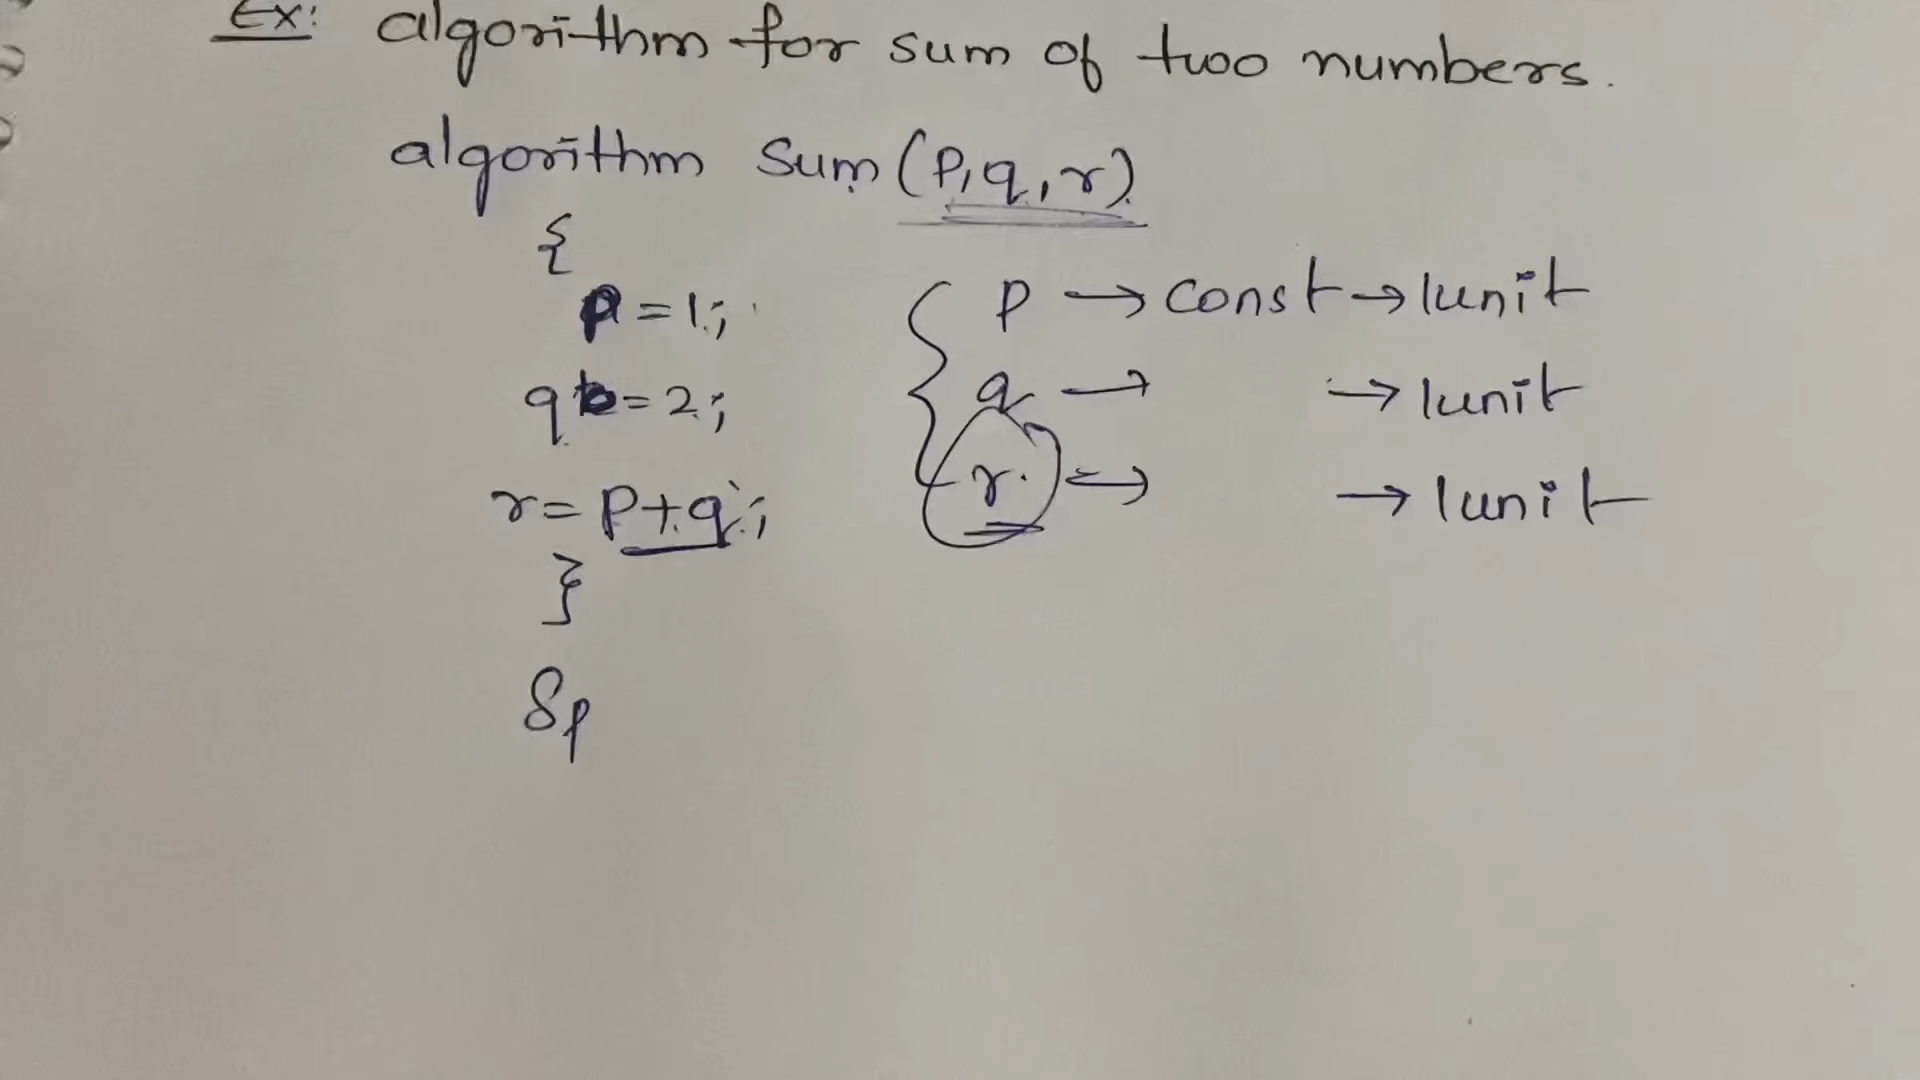 Ex: algorithm for sum of two numbers.
algorithm sum(p,q,r)
{
p=1;
q=2;
r=p+q;
}
p → const → 1unit
q → → 1unit
r. → → 1unit
Sp